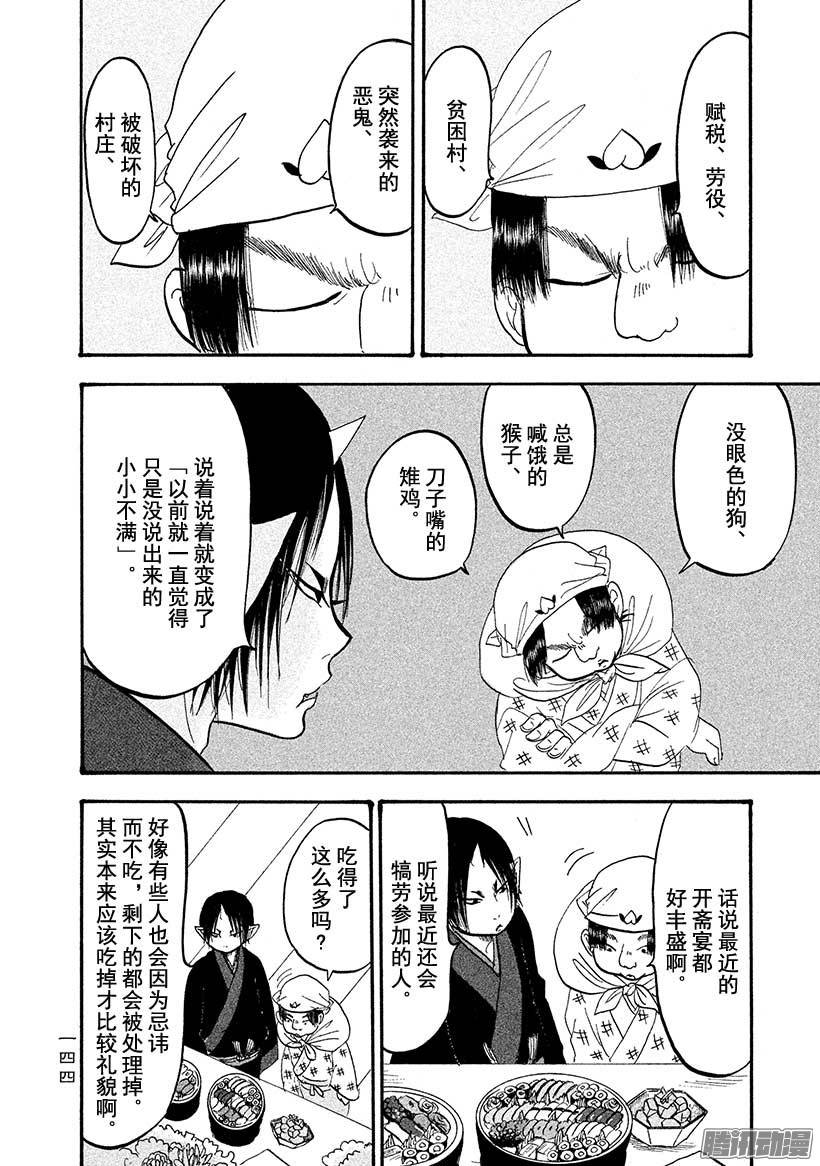 赋税、劳役、
贫困村、
突然袭来的
恶鬼、
被破坏的
村庄、
没眼色的狗、
总是
喊饿的
猴子、
刀子嘴的
雉鸡。
说着说着就变成了
「以前就一直觉得
只是没说出来的
小小不满」。
话说最近的
开斋宴都
好丰盛啊。
听说最近还会
犒劳参加的人。
吃得了
这么多吗?
好像有些人也会因为忌讳
而不吃,剩下的都会被处理掉。
其实本来应该吃掉才比较礼貌啊。
一四四
腾讯动漫